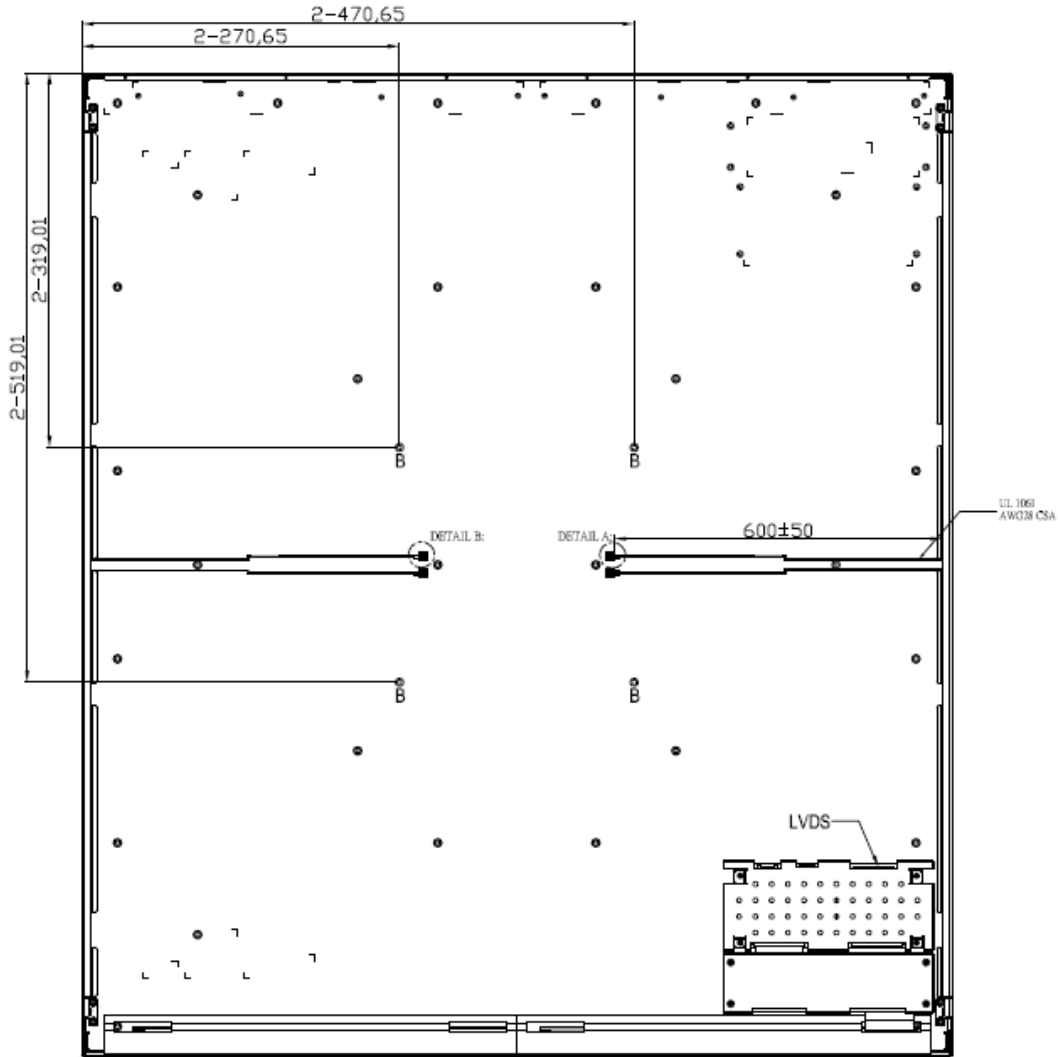 2-470,65
2-270,65
2-319,01
2-519,01
B
B
UL 1061
AWG28 CSA
DETAIL B:
DETAIL A:
600±50
B
B
LVDS